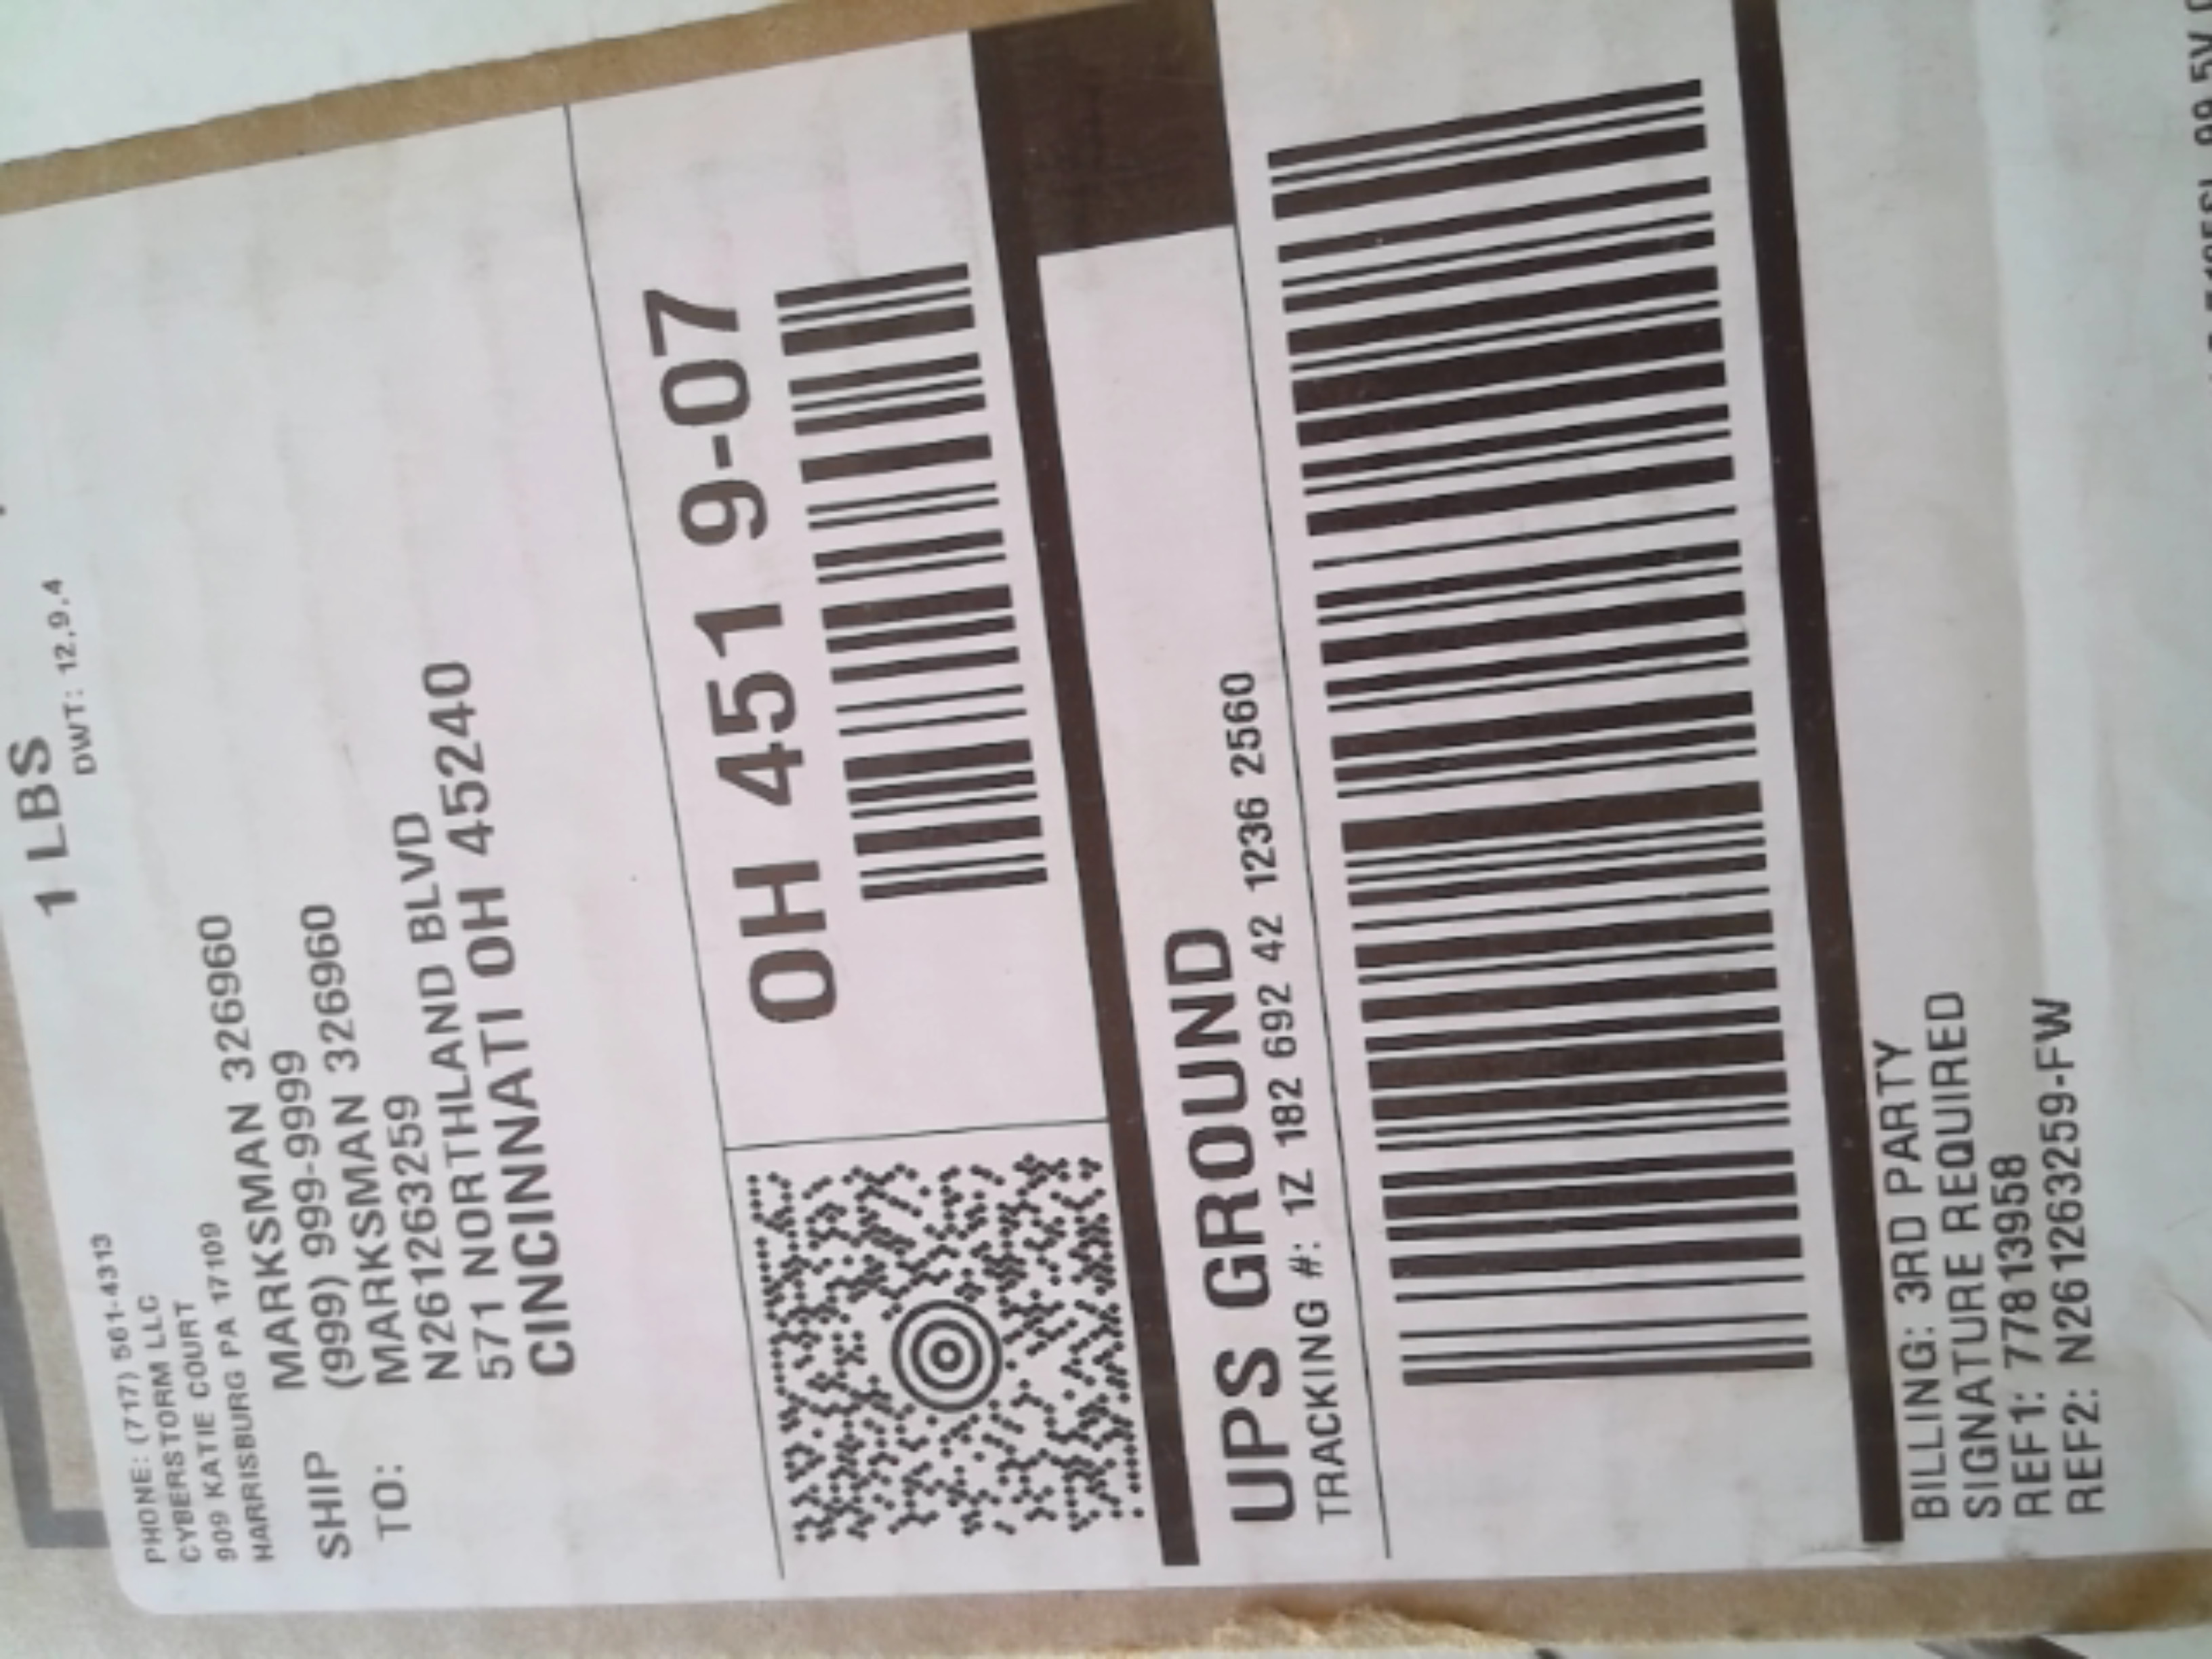 1 LBS
DWT: 12,9,4
PHONE: (717) 561-4313
CYBERSTORM LLC
909 KATIE COURT
HARRISBURG PA 17109
SHIP TO:
MARKSMAN 326960
(999) 999-9999
MARKSMAN 326960
N261263259
571 NORTHLAND BLVD
CINCINNATI OH 45240
OH 451 9-07
UPS GROUND
TRACKING #: 1Z 182 692 42 1236 2560
BILLING: 3RD PARTY
SIGNATURE REQUIRED
REF1: 77813958
REF2: N261263259-FW